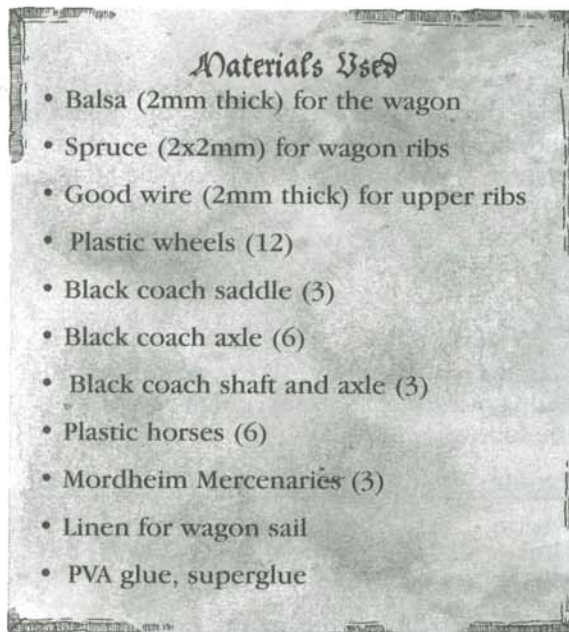 Materials Used
• Balsa (2mm thick) for the wagon
• Spruce (2x2mm) for wagon ribs
• Good wire (2mm thick) for upper ribs
• Plastic wheels (12)
• Black coach saddle (3)
• Black coach axle (6)
• Black coach shaft and axle (3)
• Plastic horses (6)
• Mordheim Mercenaries (3)
• Linen for wagon sail
• PVA glue, superglue